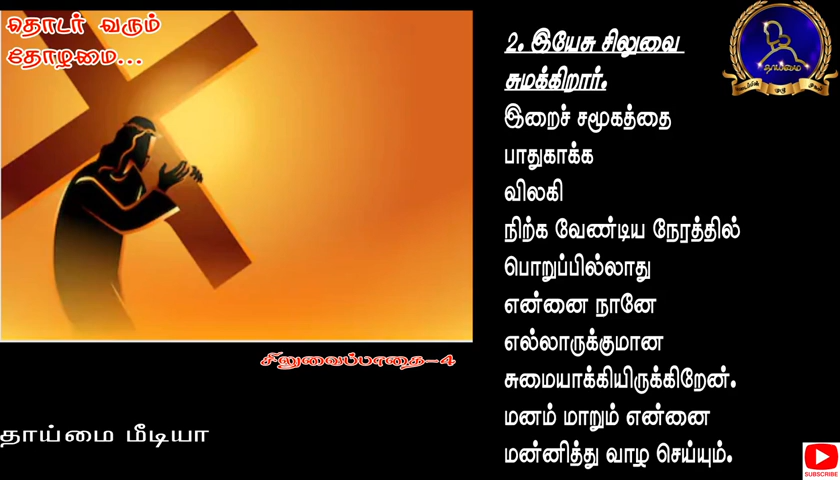 தொடர் வரும்
தோழமை...
2. இயேசு சிலுவை
சுமக்கிறார்.
இறைச் சமூகத்தை
பாதுகாக்க
விலகி
நிற்க வேண்டிய நேரத்தில்
பொறுப்பில்லாது
என்னை நானே
எல்லாருக்குமான
சுமையாக்கியிருக்கிறேன்.
மனம் மாறும் என்னை
மன்னித்து வாழ செய்யும்.
சிலுவைப்பாதை-4
தாய்மை மீடியா
தாய்மை
SUBSCRIBE